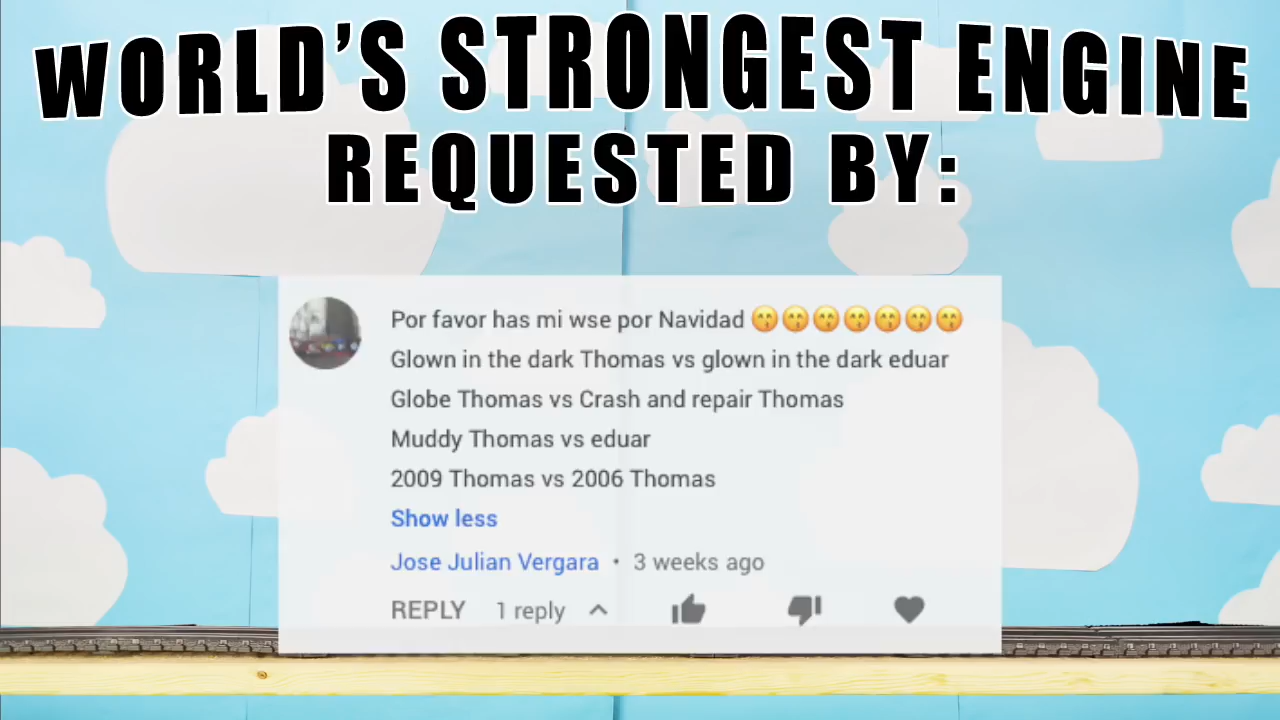 WORLD'S STRONGEST ENGINE
REQUESTED BY:
Por favor has mi wse por Navidad 😙😙😙😙😙😙😙
Glown in the dark Thomas vs glown in the dark eduar
Globe Thomas vs Crash and repair Thomas
Muddy Thomas vs eduar
2009 Thomas vs 2006 Thomas
Show less
Jose Julian Vergara • 3 weeks ago
REPLY 1 reply